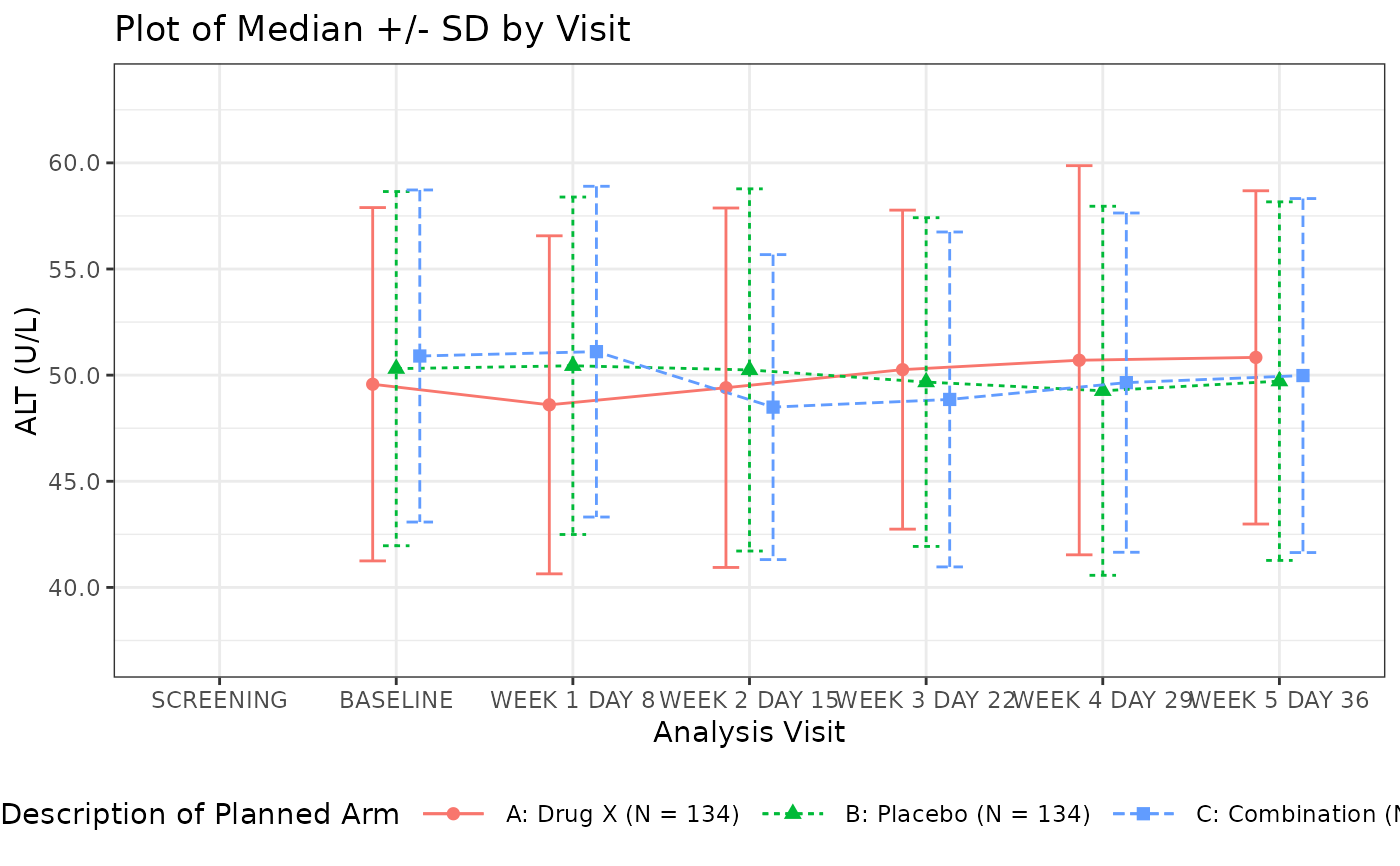 Plot of Median +/- SD by Visit
ALT (U/L)
60.0
55.0
50.0
45.0
40.0
SCREENING BASELINE WEEK 1 DAY 8 WEEK 2 DAY 15 WEEK 3 DAY 22 WEEK 4 DAY 29 WEEK 5 DAY 36
Analysis Visit
Description of Planned Arm A: Drug X (N = 134) B: Placebo (N = 134) C: Combination (N